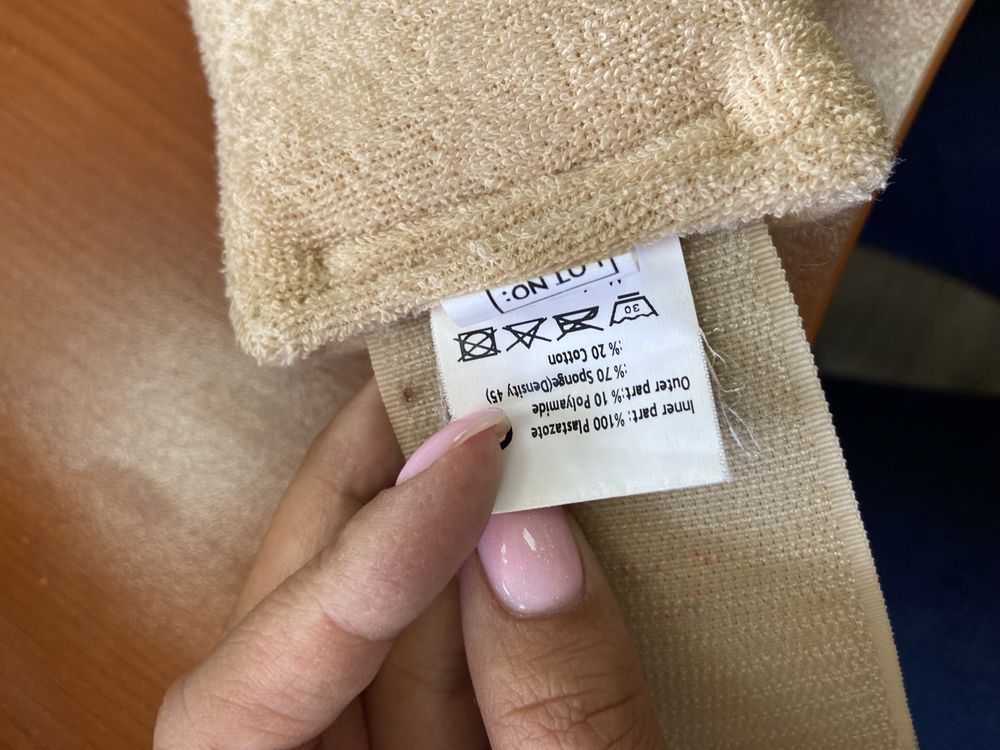 Inner part: %100 Plastazote
Outer part:% 10 Polyamide
:% 70 Sponge(Density 45)
:% 20 Cotton
30
LOT NO: